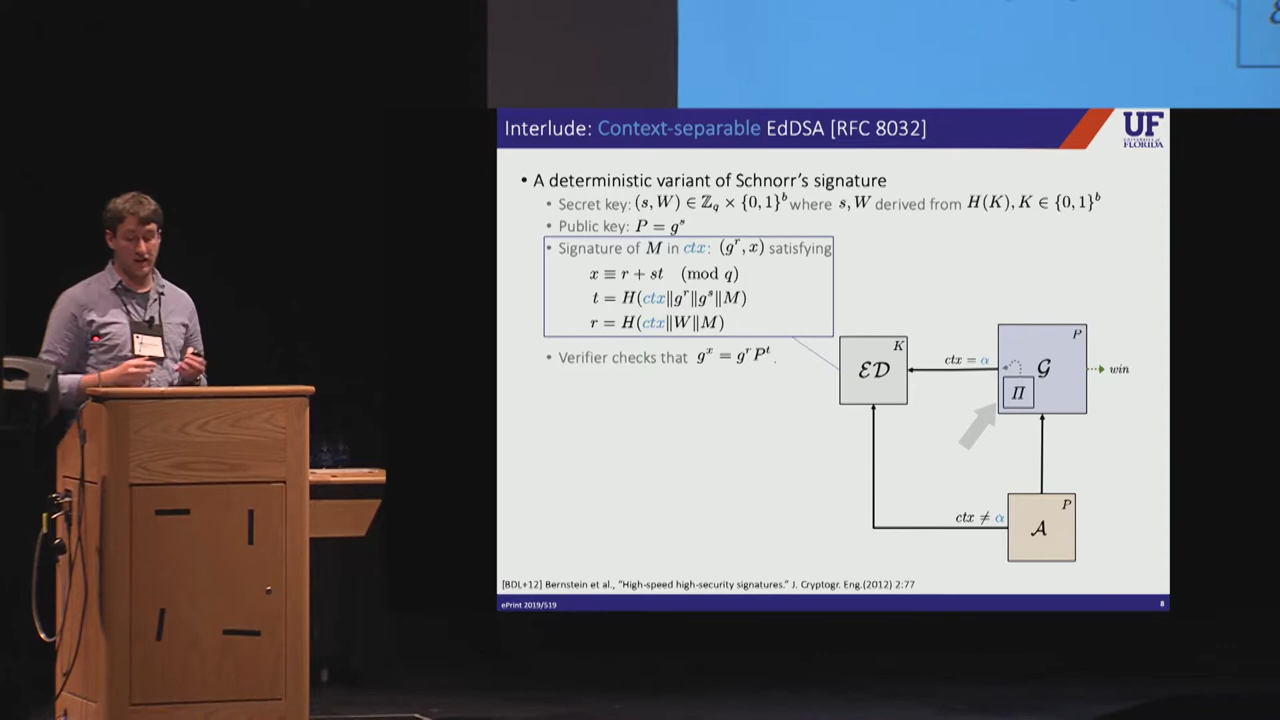 Interlude: Context-separable EdDSA [RFC 8032]
UF
UNIVERSITY of
FLORIDA
• A deterministic variant of Schnorr's signature
• Secret key: (s, W) ∈ ℤ_q × {0, 1}^b where s, W derived from H(K), K ∈ {0, 1}^b
• Public key: P = g^s
• Signature of M in ctx: (g^r, x) satisfying
x ≡ r + st (mod q)
t = H(ctx‖g^r‖g^s‖M)
r = H(ctx‖W‖M)
• Verifier checks that g^x = g^r P^t.
K
ℰ𝒟
ctx = α
P
𝒢
Π
win
ctx ≠ α
P
𝒜
[BDL+12] Bernstein et al., "High-speed high-security signatures." J. Cryptogr. Eng.(2012) 2:77
ePrint 2019/519
8